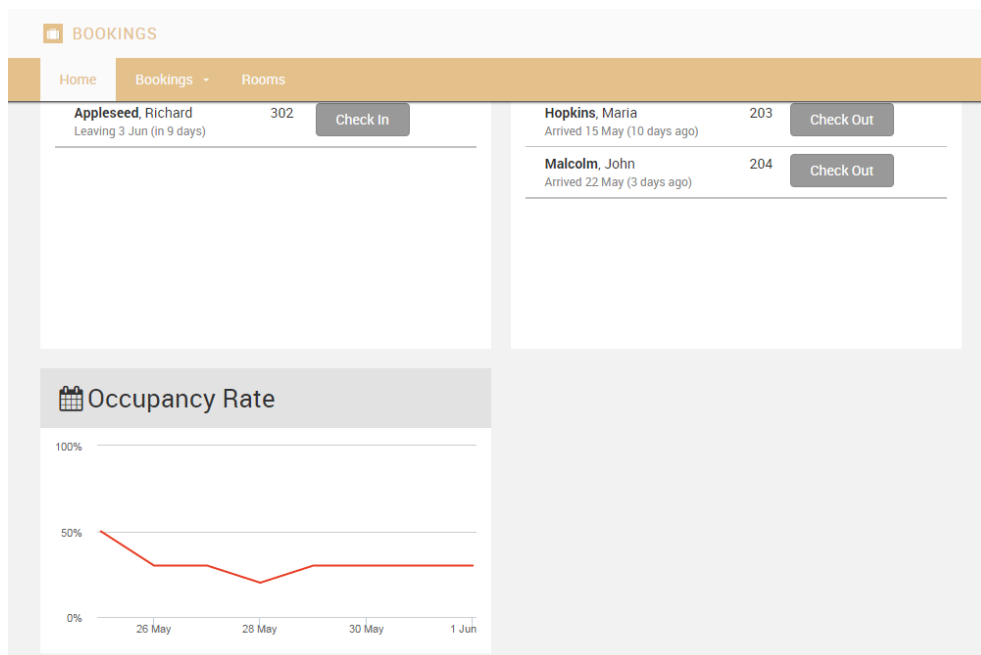 BOOKINGS
Home Bookings Rooms
Appleseed, Richard 302 Check In
Leaving 3 Jun (in 9 days)
Hopkins, Maria 203 Check Out
Arrived 15 May (10 days ago)
Malcolm, John 204 Check Out
Arrived 22 May (3 days ago)
Occupancy Rate
100%
50%
0%
26 May 28 May 30 May 1 Jun